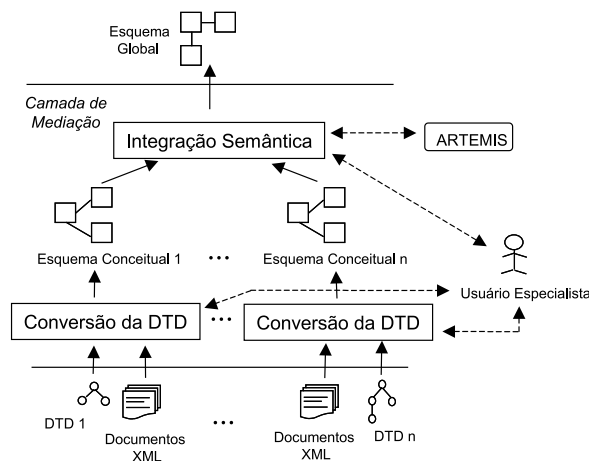 Esquema
Global
Camada de
Mediação
Integração Semântica
ARTEMIS
Esquema Conceitual 1
...
Esquema Conceitual n
Usuário Especialista
Conversão da DTD
...
Conversão da DTD
DTD 1
Documentos
XML
...
Documentos
XML
DTD n